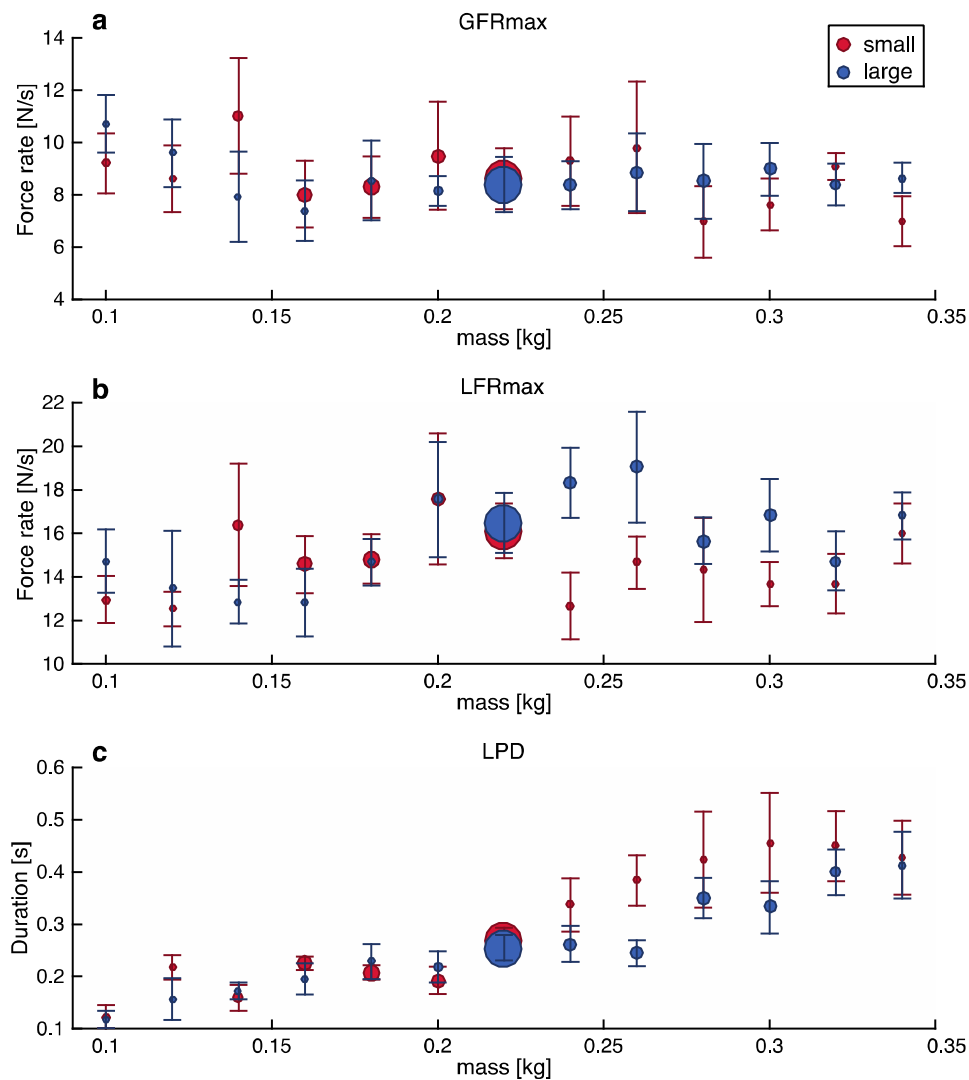 a
GFRmax
14
12
10
8
6
4
Force rate [N/s]
small
large
0.1
0.15
0.2
0.25
0.3
0.35
mass [kg]
b
LFRmax
22
20
18
16
14
12
10
Force rate [N/s]
0.1
0.15
0.2
0.25
0.3
0.35
mass [kg]
c
LPD
0.6
0.5
0.4
0.3
0.2
0.1
Duration [s]
0.1
0.15
0.2
0.25
0.3
0.35
mass [kg]